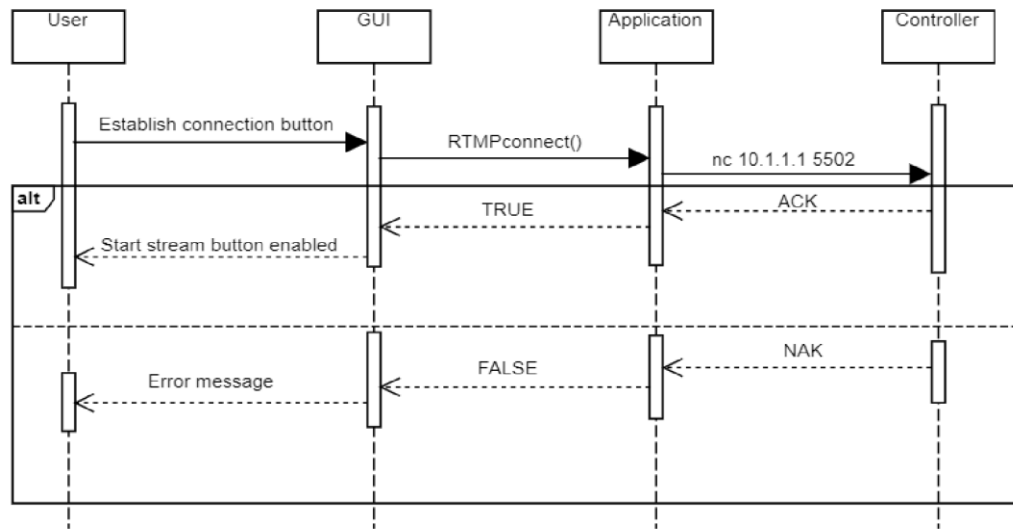 User
GUI
Application
Controller
Establish connection button
RTMPconnect()
nc 10.1.1.1 5502
alt
ACK
TRUE
Start stream button enabled
NAK
FALSE
Error message